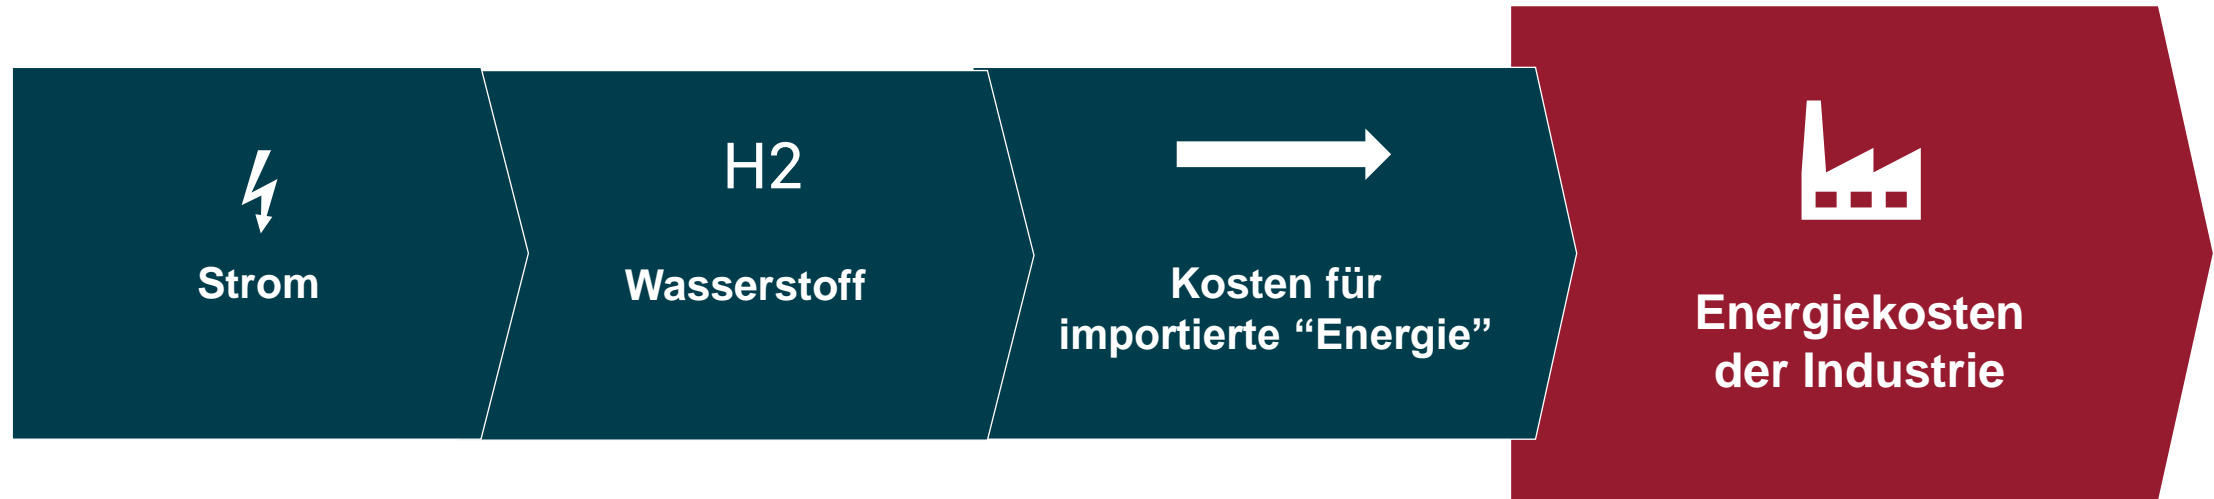 Strom
H2
Wasserstoff
Kosten für
importierte “Energie”
Energiekosten
der Industrie